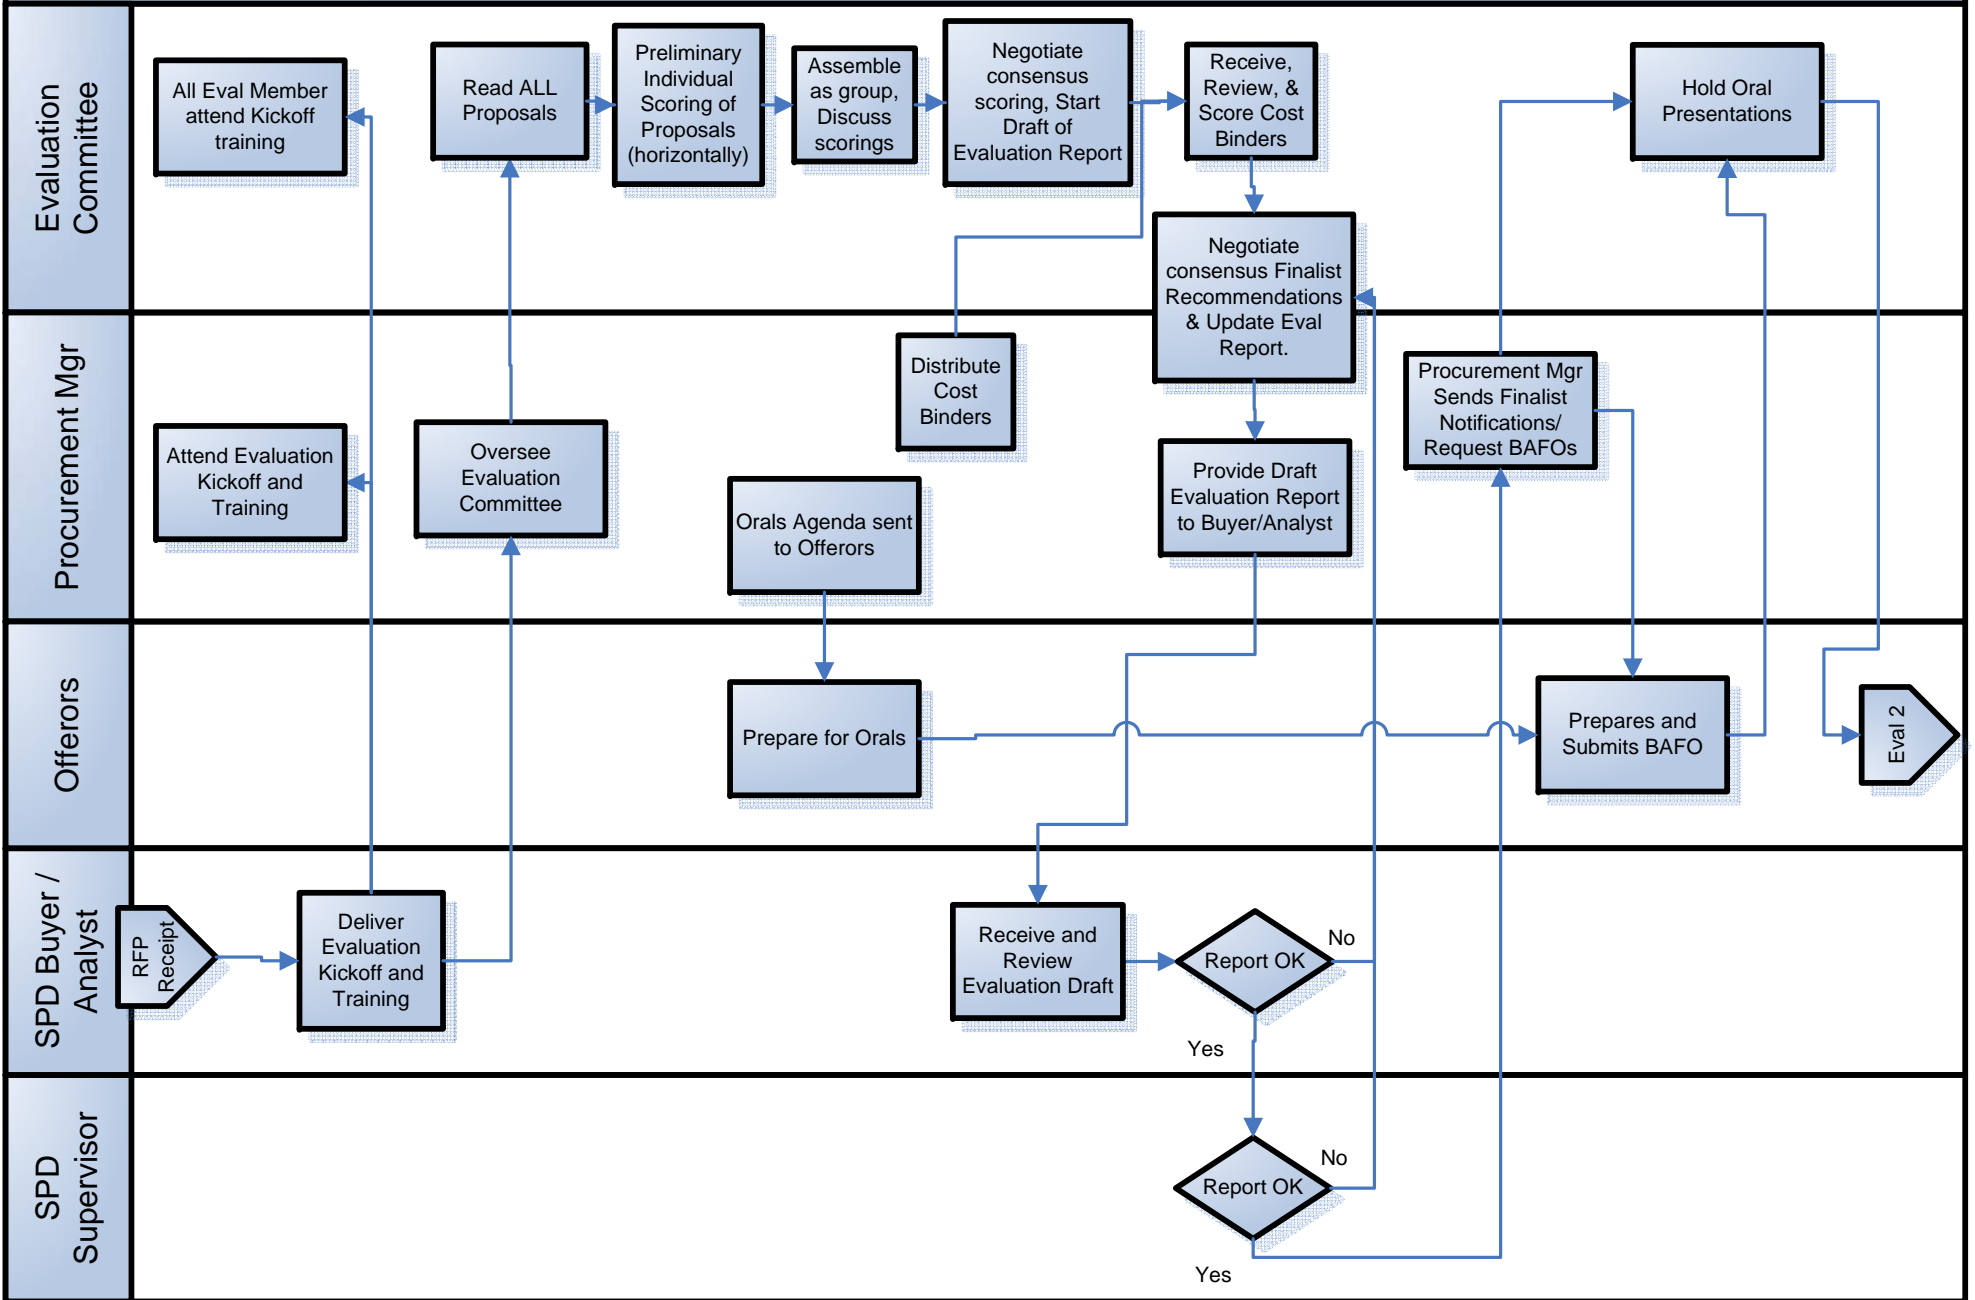 Evaluation
Committee
All Eval Member
attend Kickoff
training
Read ALL
Proposals
Preliminary
Individual
Scoring of
Proposals
(horizontally)
Assemble
as group,
Discuss
scorings
Negotiate
consensus
scoring, Start
Draft of
Evaluation Report
Receive,
Review, &
Score Cost
Binders
Hold Oral
Presentations
Negotiate
consensus Finalist
Recommendations
& Update Eval
Report.
Procurement Mgr
Attend Evaluation
Kickoff and
Training
Oversee
Evaluation
Committee
Orals Agenda sent
to Offerors
Distribute
Cost
Binders
Provide Draft
Evaluation Report
to Buyer/Analyst
Procurement Mgr
Sends Finalist
Notifications/
Request BAFOs
Offerors
Prepare for Orals
Prepares and
Submits BAFO
Eval 2
SPD Buyer /
Analyst
RFP
Receipt
Deliver
Evaluation
Kickoff and
Training
Receive and
Review
Evaluation Draft
Report OK
No
Yes
SPD
Supervisor
Report OK
No
Yes